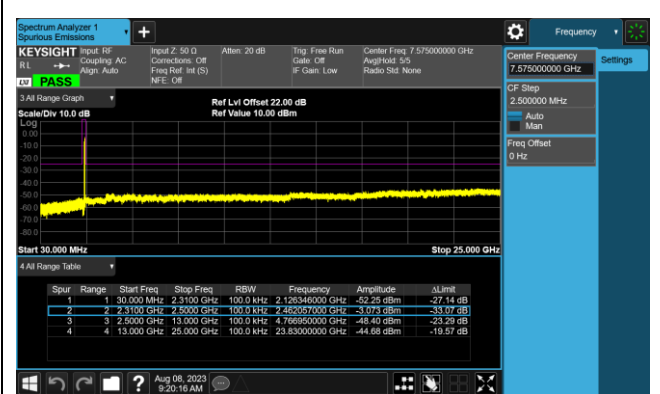 Spectrum Analyzer 1
Spurious Emissions
Frequency
KEYSIGHT
RL
LXI
PASS
Input: RF
Coupling: AC
Align: Auto
Input Z: 50 Ω
Corrections: Off
Freq Ref: Int (S)
NFE: Off
Atten: 20 dB
Trig: Free Run
Gate: Off
IF Gain: Low
Center Freq: 7.575000000 GHz
Avg|Hold: 5/5
Radio Std: None
Center Frequency
7.575000000 GHz
Settings
CF Step
2.500000 MHz
Auto
Man
Freq Offset
0 Hz
3 All Range Graph
Scale/Div 10.0 dB
Ref Lvl Offset 22.00 dB
Ref Value 10.00 dBm
Log
0.00
-10.0
-20.0
-30.0
-40.0
-50.0
-60.0
-70.0
-80.0
Start 30.000 MHz
Stop 25.000 GHz
4 All Range Table
Spur Range Start Freq Stop Freq RBW Frequency Amplitude ΔLimit
1 1 30.000 MHz 2.3100 GHz 100.0 kHz 2.126346000 GHz -52.25 dBm -27.14 dB
2 2 2.3100 GHz 2.5000 GHz 100.0 kHz 2.462057000 GHz -3.073 dBm -33.07 dB
3 3 2.5000 GHz 13.000 GHz 100.0 kHz 4.766950000 GHz -48.40 dBm -23.29 dB
4 4 13.000 GHz 25.000 GHz 100.0 kHz 23.83000000 GHz -44.68 dBm -19.57 dB
Aug 08, 2023
9:20:16 AM